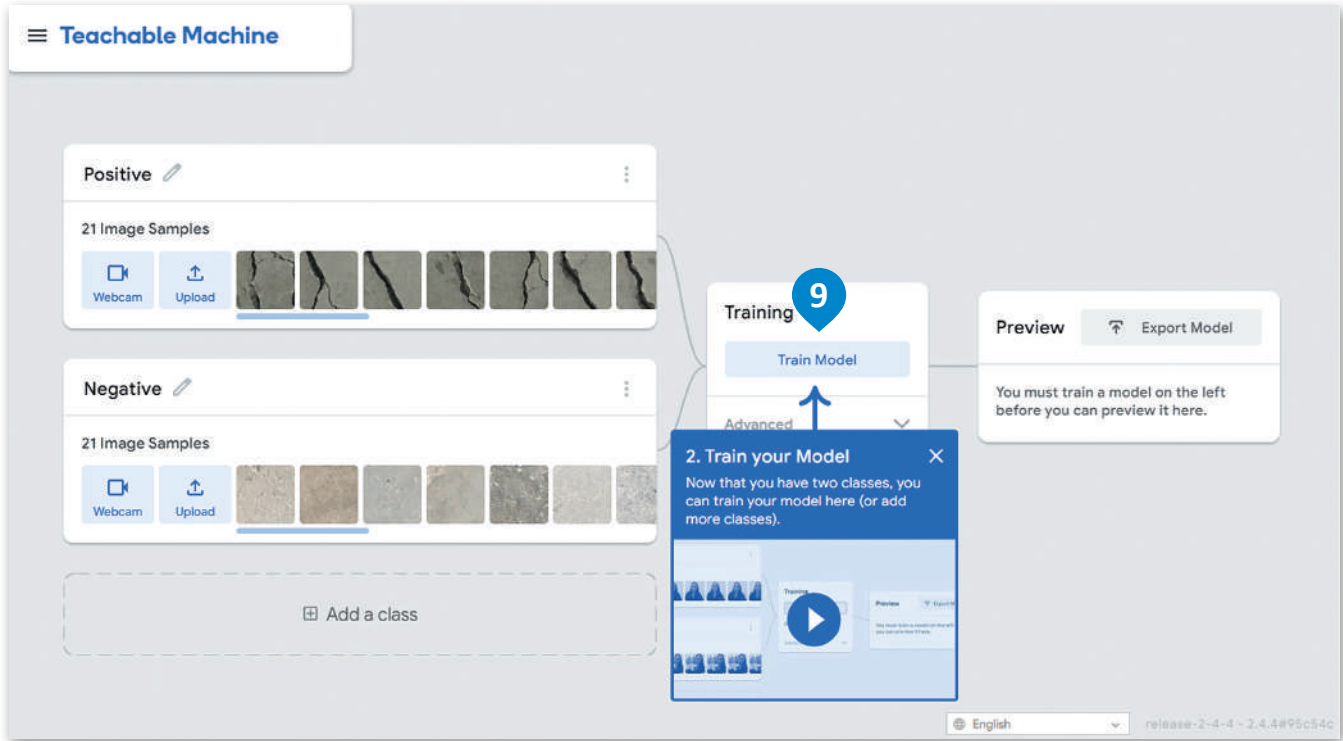 Teachable Machine
Positive
21 Image Samples
Webcam
Upload
Negative
21 Image Samples
Webcam
Upload
Add a class
Training
9
Train Model
Advanced
2. Train your Model
Now that you have two classes, you
can train your model here (or add
more classes).
Training
Preview
Preview
Export Model
You must train a model on the left
before you can preview it here.
English
release-2-4-4 - 2.4.4#95c54c